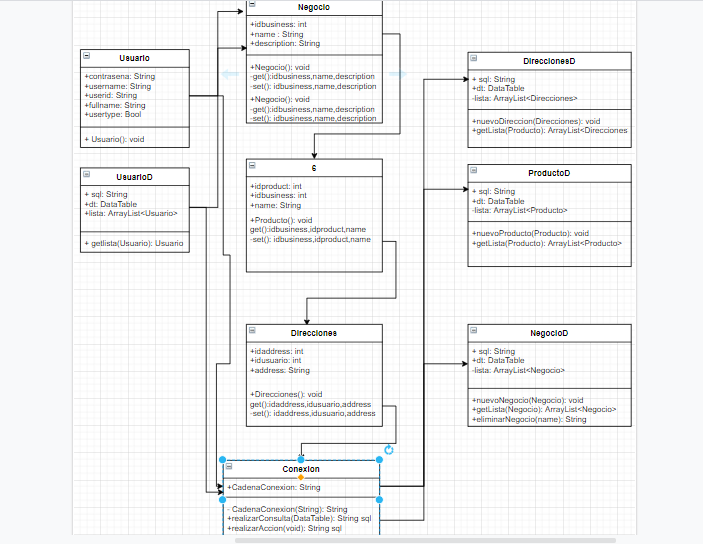 Negocio
+idbusiness: int
+name : String
+description: String
+Negocio(): void
-get():idbusiness,name,description
-set(): idbusiness,name,description
+Negocio(): void
-get():idbusiness,name,description
-set(): idbusiness,name,description
Usuario
+contrasena: String
+username: String
+userid: String
+fullname: String
+usertype: Bool
+ Usuario(): void
UsuarioD
+ sql: String
+dt: DataTable
+lista: ArrayList<Usuario>
+ getlista(Usuario): Usuario
6
+idproduct: int
+idbusiness: int
+name: String
+Producto(): void
get():idbusiness,idproduct,name
-set(): idbusiness,idproduct,name
Direcciones
+idaddress: int
+idusuario: int
+address: String
+Direcciones(): void
get():idaddress,idusuario,address
-set(): idaddress,idusuario,address
Conexion
+CadenaConexion: String
- CadenaConexion(String): String
+realizarConsulta(DataTable): String sql
+realizarAccion(void): String sql
DireccionesD
+ sql: String
+dt: DataTable
-lista: ArrayList<Direcciones>
+nuevoDireccion(Direcciones): void
+getLista(Producto): ArrayList<Direcciones
ProductoD
+ sql: String
+dt: DataTable
-lista: ArrayList<Producto>
+nuevoProducto(Producto): void
+getLista(Producto): ArrayList<Producto>
NegocioD
+ sql: String
+dt: DataTable
-lista: ArrayList<Negocio>
+nuevoNegocio(Negocio): void
+getLista(Negocio): ArrayList<Negocio>
+eliminarNegocio(name): String